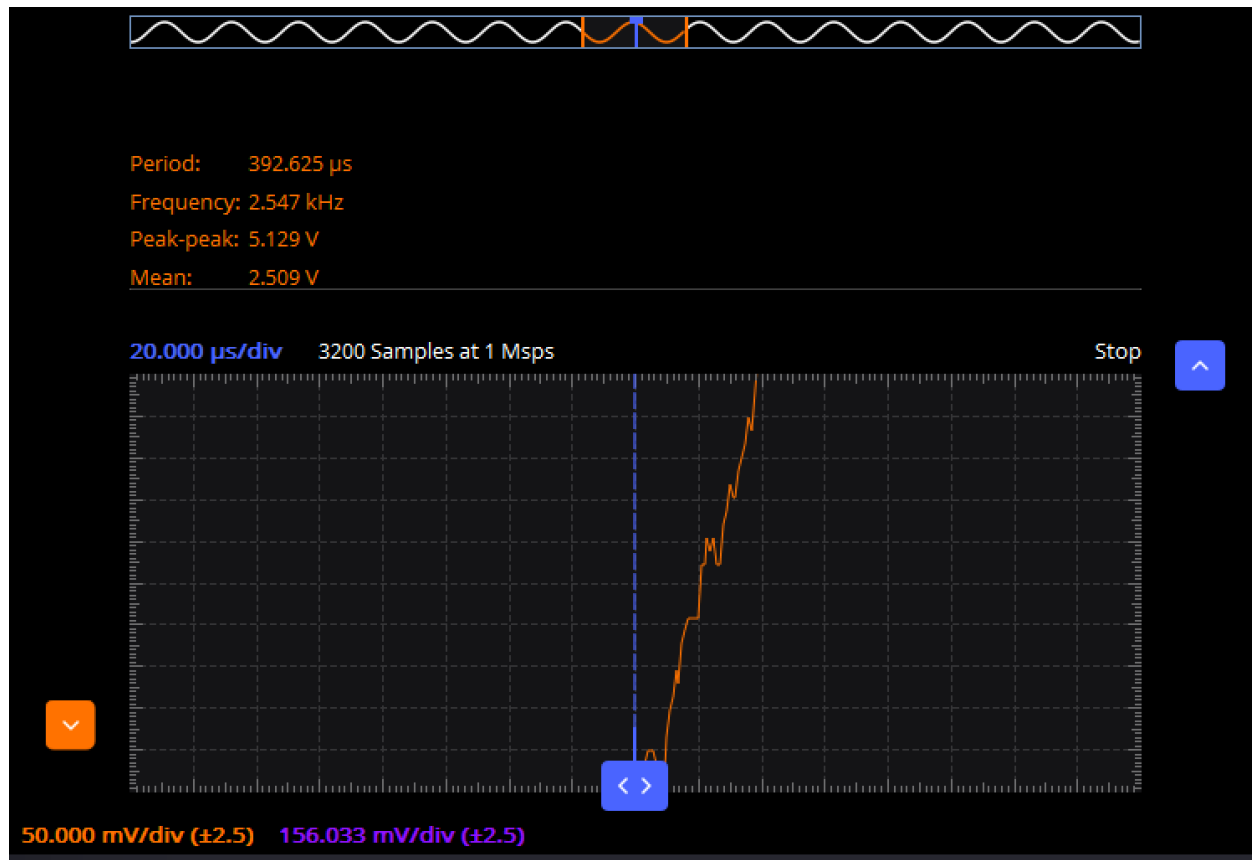 Period: 392.625 µs
Frequency: 2.547 kHz
Peak-peak: 5.129 V
Mean: 2.509 V
20.000 µs/div 3200 Samples at 1 Msps Stop
50.000 mV/div (±2.5) 156.033 mV/div (±2.5)